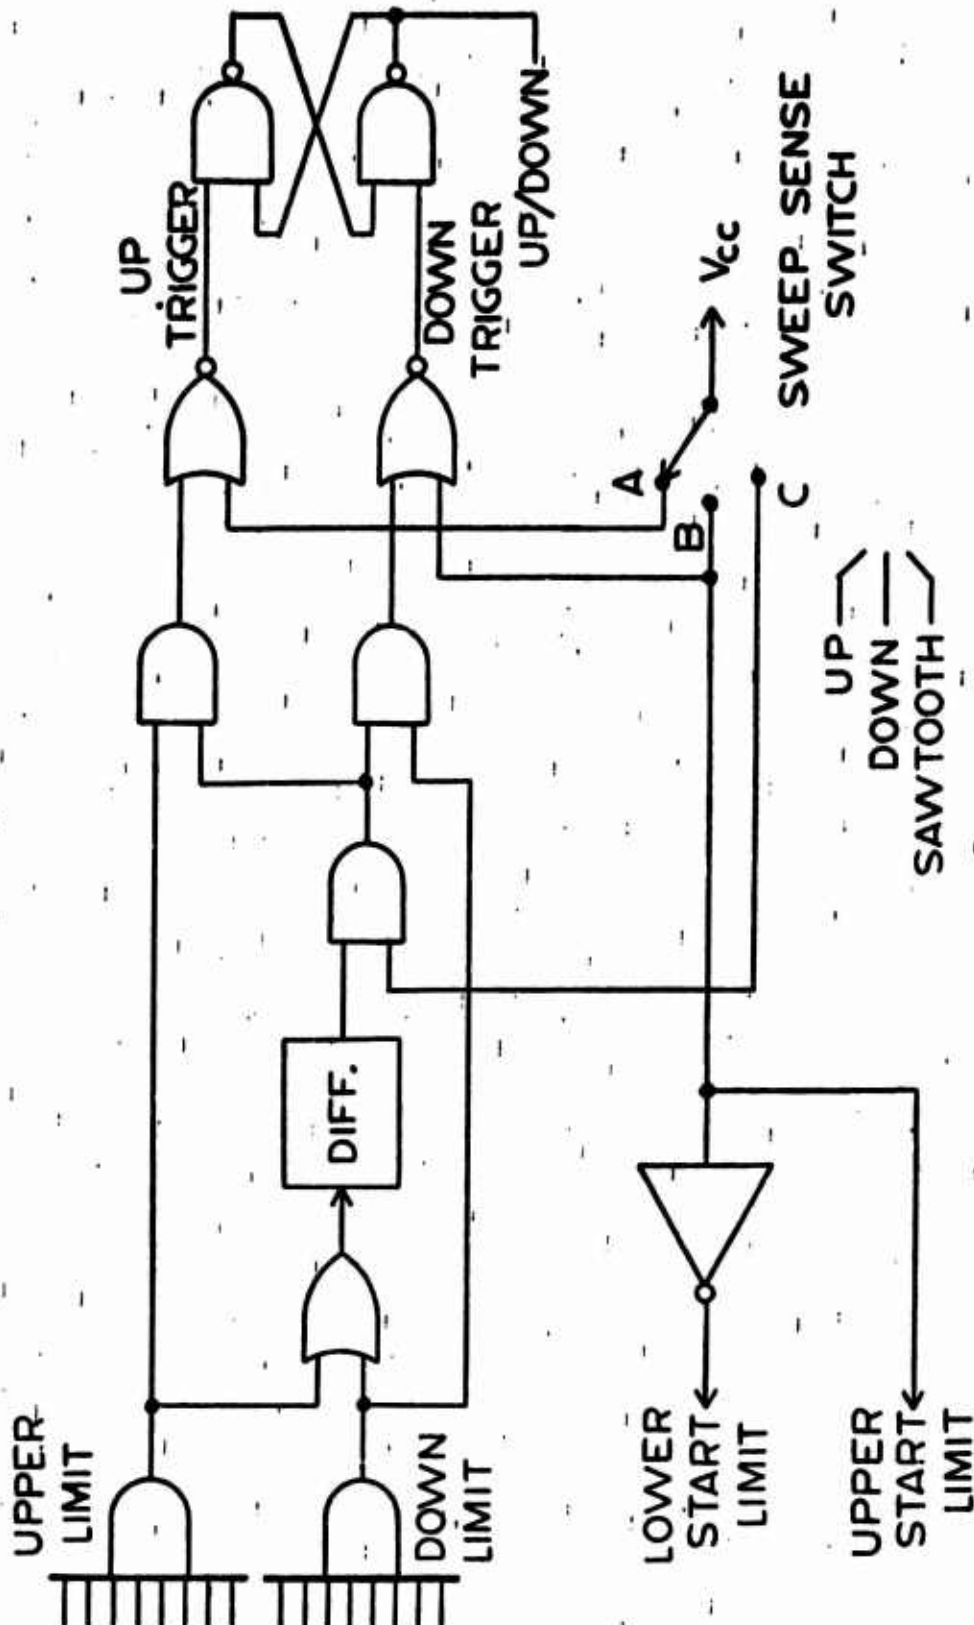 UPPER
LIMIT
DOWN
LIMIT
DIFF.
UP
TRIGGER
DOWN
TRIGGER
UP/DOWN
A
B
C
Vcc
SWEEP SENSE
SWITCH
UP
DOWN
SAWTOOTH
LOWER
START
LIMIT
UPPER
START
LIMIT